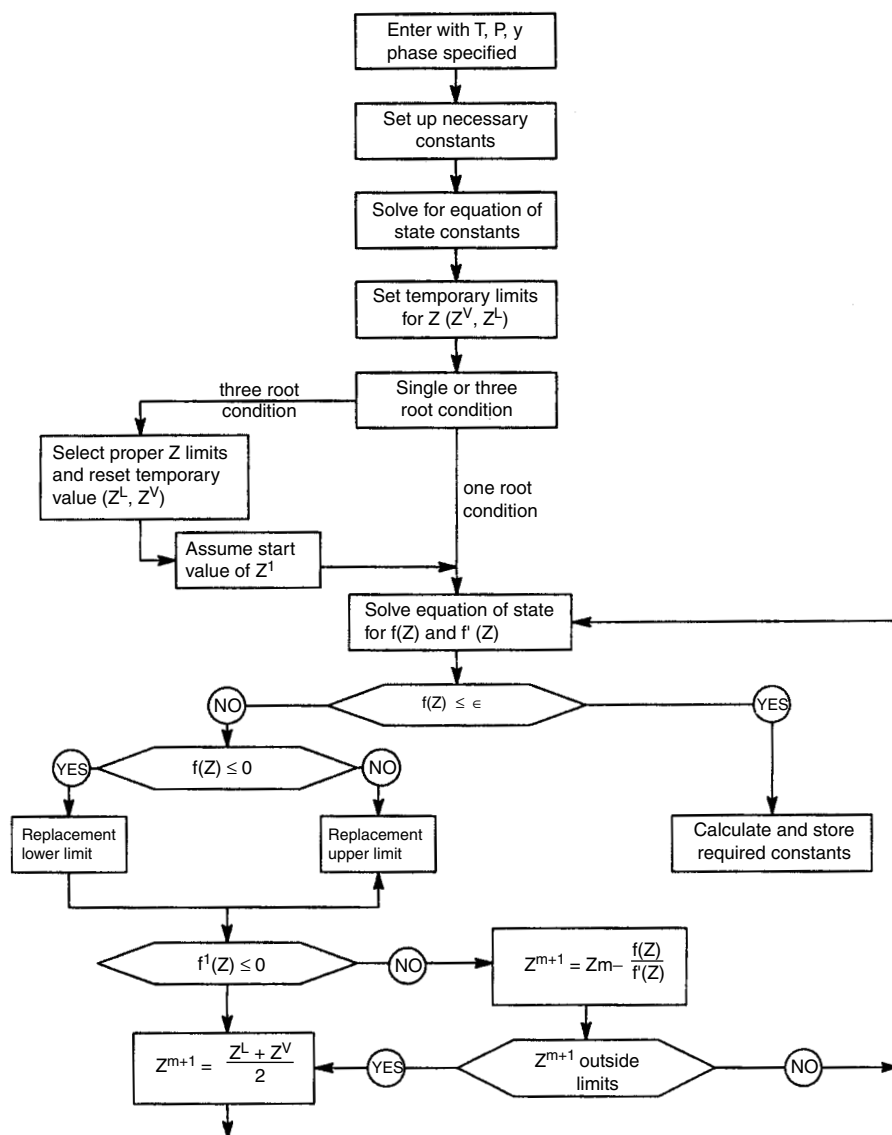 Enter with T, P, y
phase specified
Set up necessary
constants
Solve for equation of
state constants
Set temporary limits
for Z (Z^V, Z^L)
Single or three
root condition
three root
condition
Select proper Z limits
and reset temporary
value (Z^L, Z^V)
one root
condition
Assume start
value of Z^1
Solve equation of state
for f(Z) and f' (Z)
f(Z) ≤ ϵ
NO
YES
f(Z) ≤ 0
YES
NO
Replacement
lower limit
Replacement
upper limit
Calculate and store
required constants
f^1(Z) ≤ 0
NO
Z^m+1 = Zm– f(Z)/f'(Z)
Z^m+1 = Z^L + Z^V/2
YES
Z^m+1 outside
limits
NO